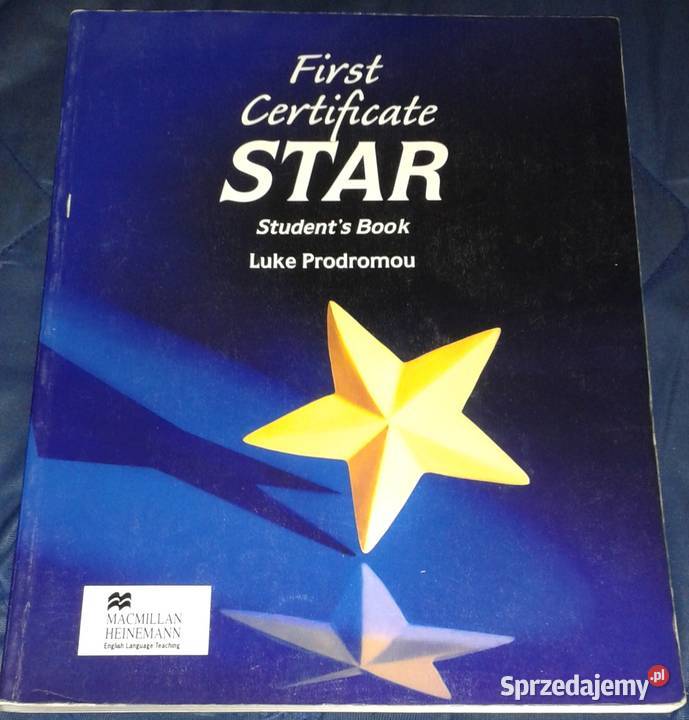 First
Certificate
STAR
Student's Book
Luke Prodromou
MACMILLAN
HEINEMANN
English Language Teaching
Sprzedajemy.pl